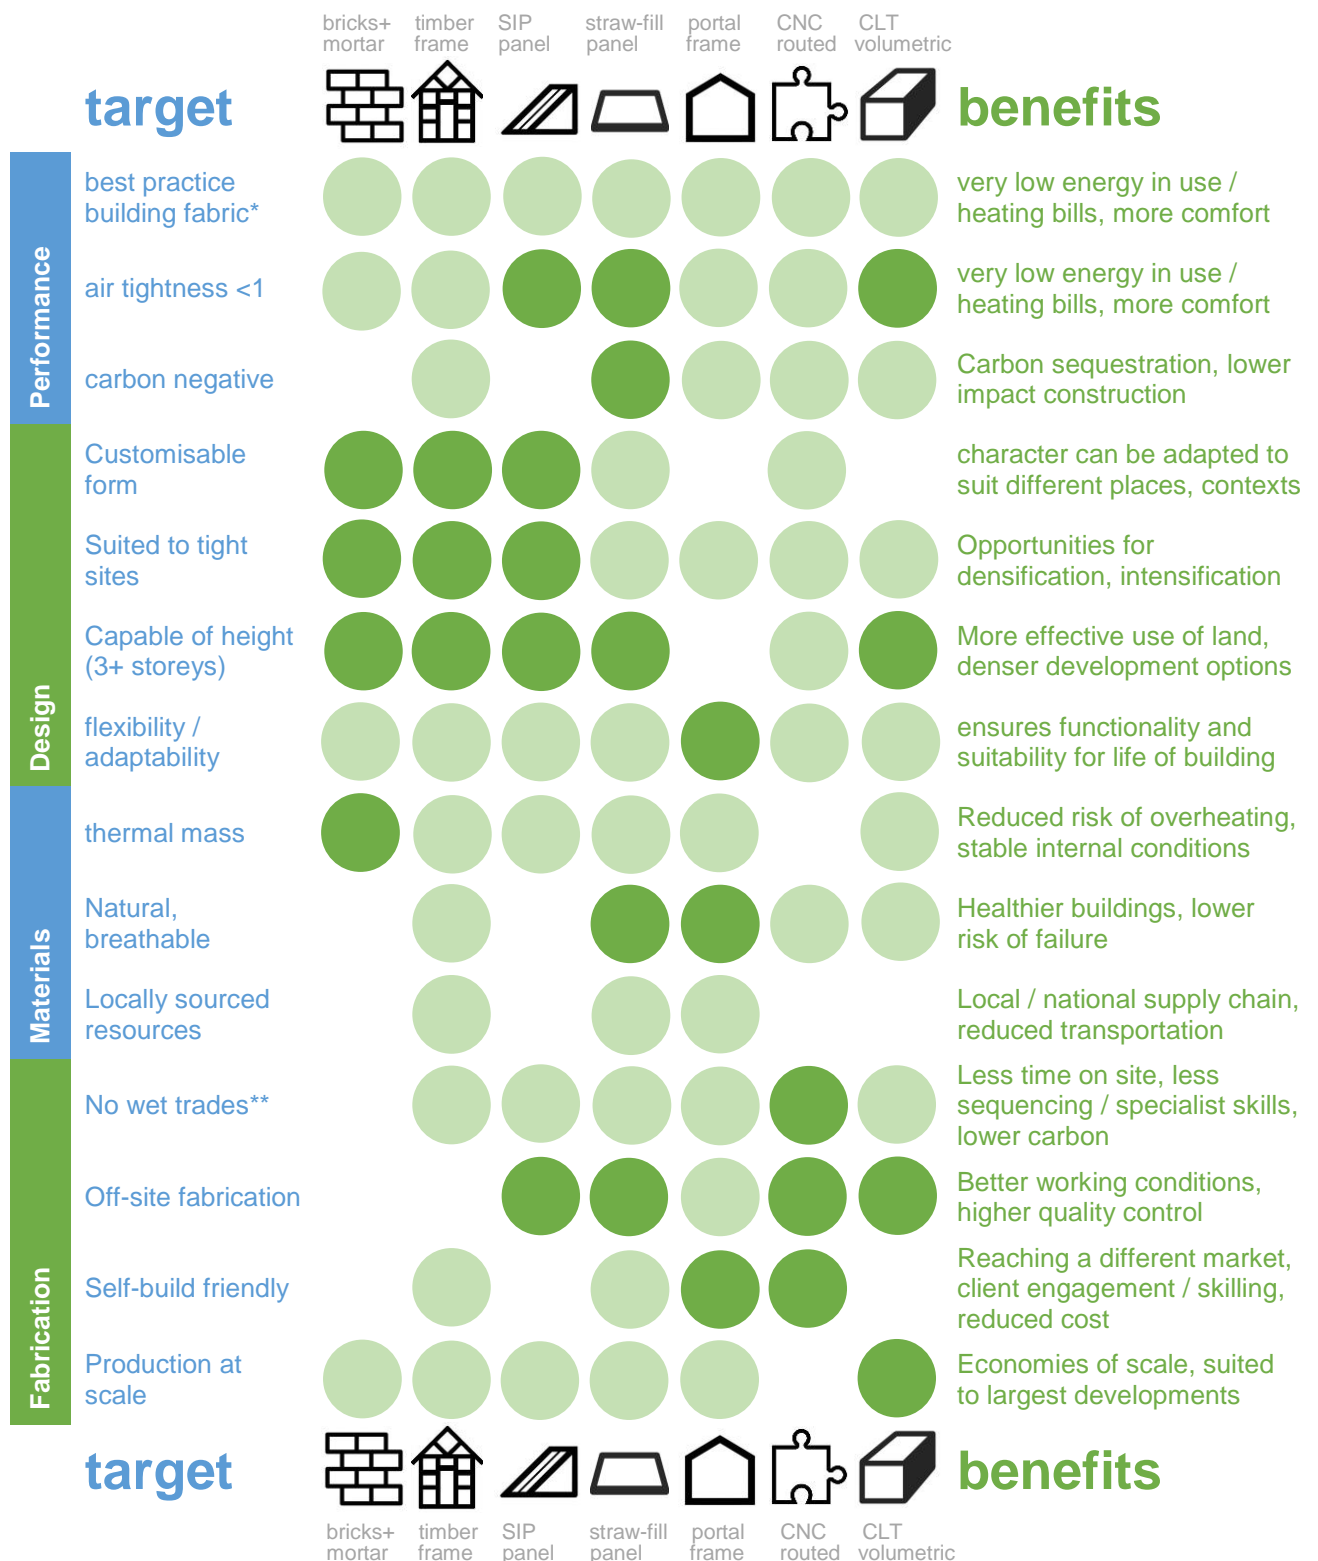 bricks+ timber SIP straw-fill portal CNC CLT
mortar frame panel panel frame routed volumetric
target benefits
Performance
best practice
building fabric*
very low energy in use /
heating bills, more comfort
air tightness <1
very low energy in use /
heating bills, more comfort
carbon negative
Carbon sequestration, lower
impact construction
Design
Customisable
form
character can be adapted to
suit different places, contexts
Suited to tight
sites
Opportunities for
densification, intensification
Capable of height
(3+ storeys)
More effective use of land,
denser development options
flexibility /
adaptability
ensures functionality and
suitability for life of building
Materials
thermal mass
Reduced risk of overheating,
stable internal conditions
Natural,
breathable
Healthier buildings, lower
risk of failure
Locally sourced
resources
Local / national supply chain,
reduced transportation
Fabrication
No wet trades**
Less time on site, less
sequencing / specialist skills,
lower carbon
Off-site fabrication
Better working conditions,
higher quality control
Self-build friendly
Reaching a different market,
client engagement / skilling,
reduced cost
Production at
scale
Economies of scale, suited
to largest developments
target benefits
bricks+ timber SIP straw-fill portal CNC CLT
mortar frame panel panel frame routed volumetric